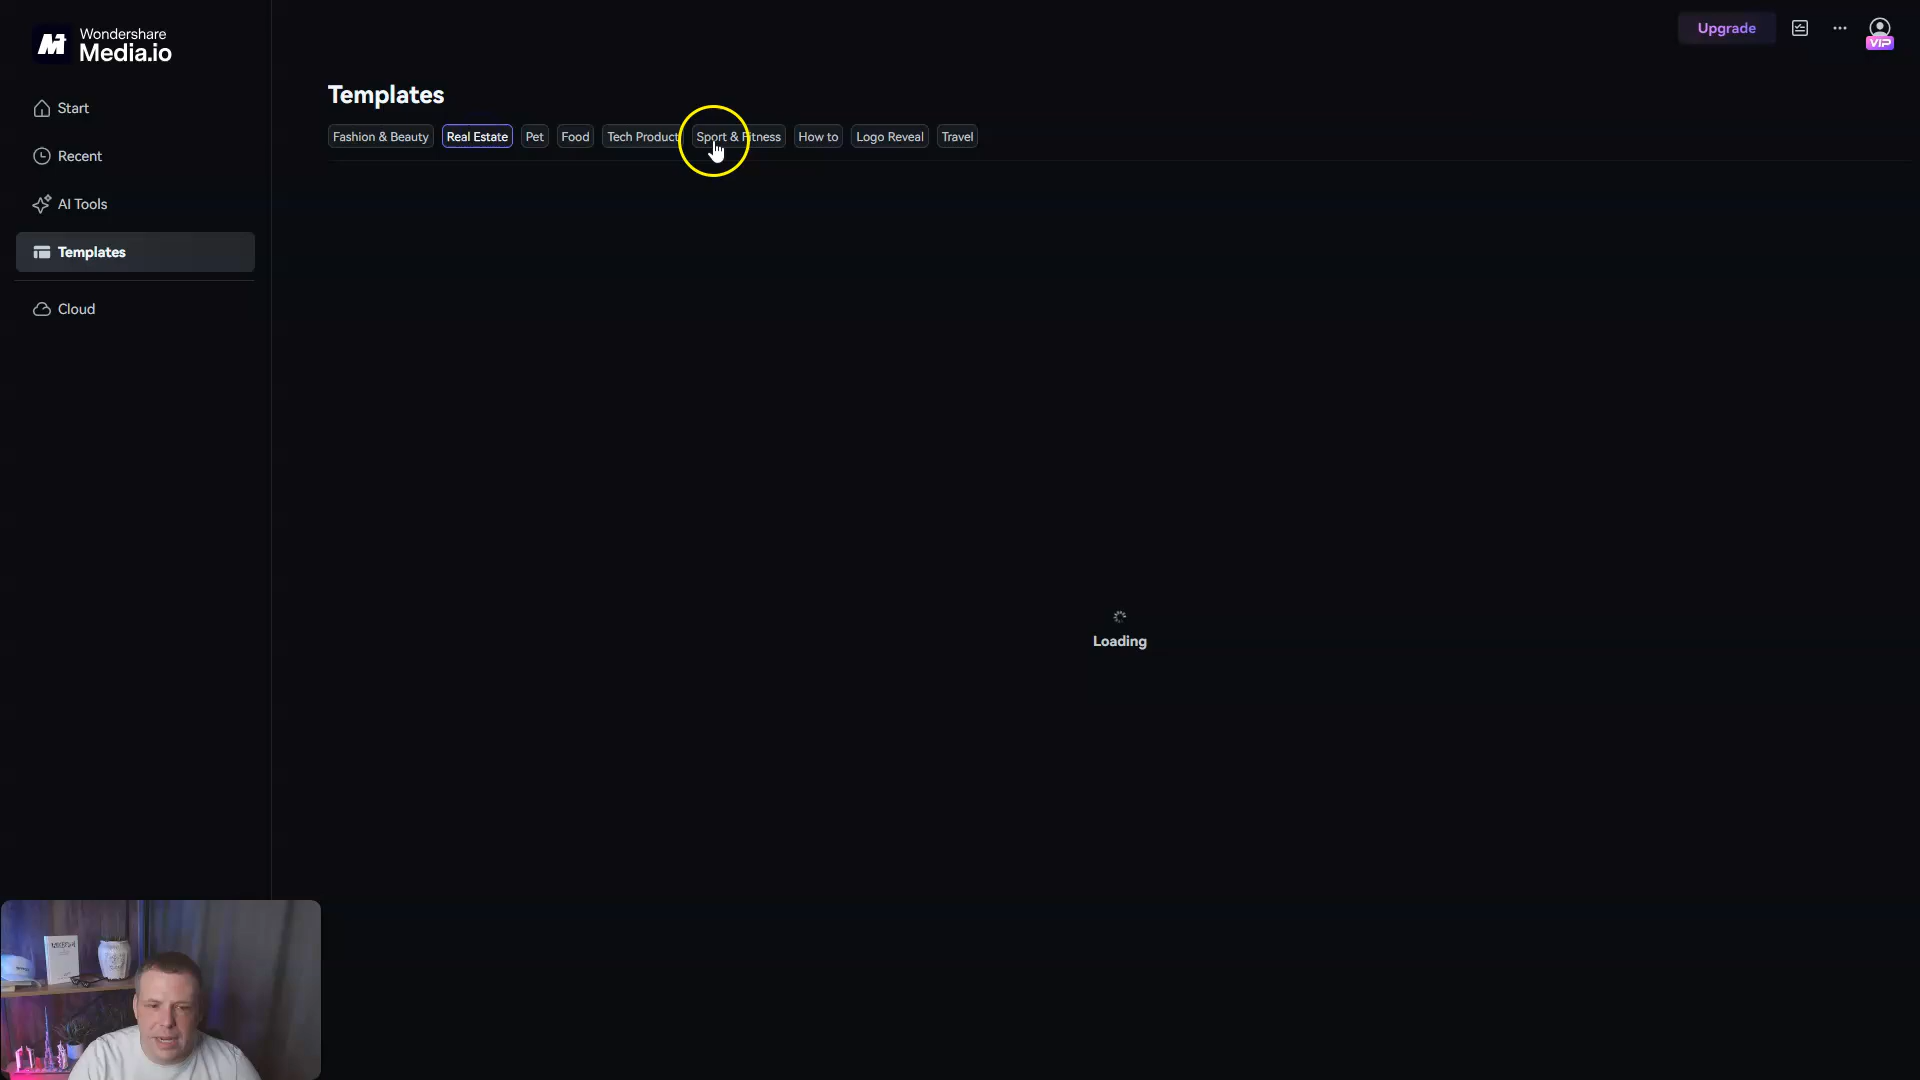 Wondershare
Media.io
Upgrade
VIP
Start
Recent
AI Tools
Templates
Cloud
Templates
Fashion & Beauty
Real Estate
Pet
Food
Tech Product
Sport & Fitness
How to
Logo Reveal
Travel
Loading